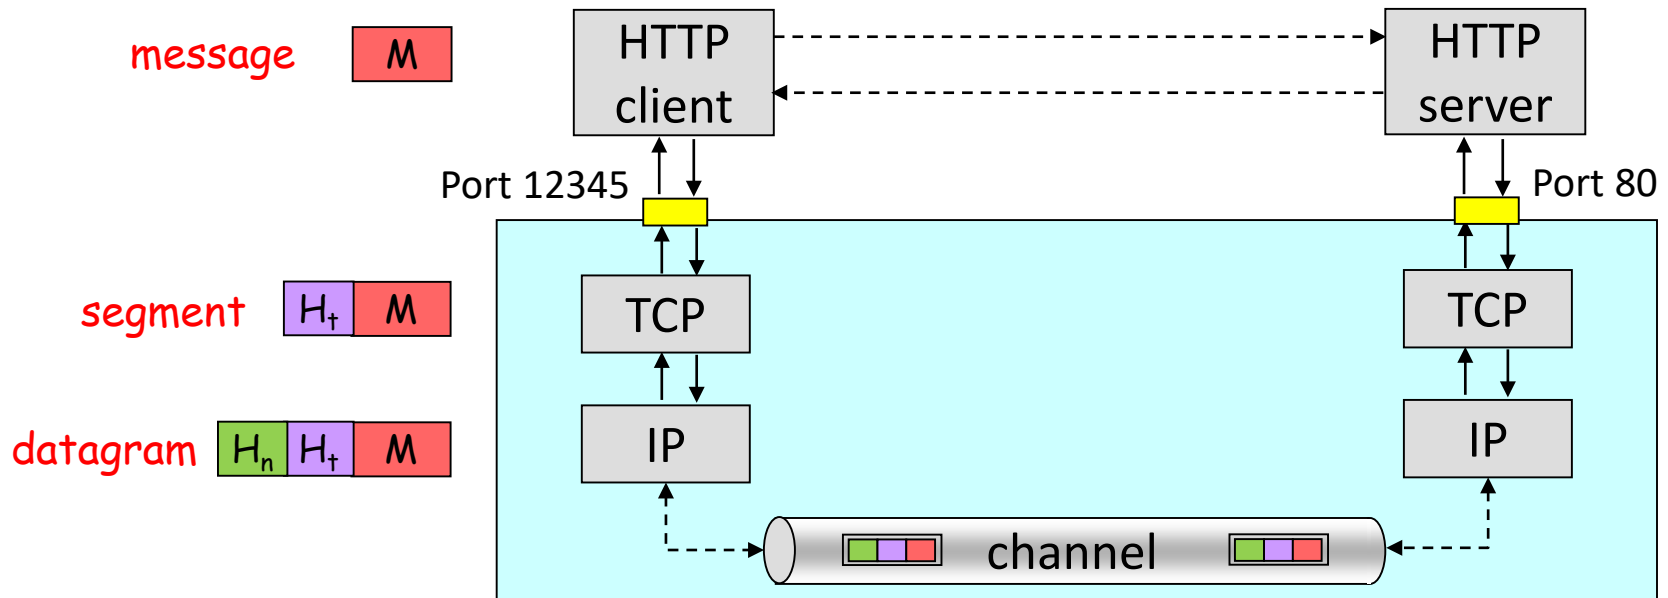 message M
HTTP
client
HTTP
server
Port 12345
Port 80
segment Hₜ M
TCP
TCP
datagram Hₙ Hₜ M
IP
IP
channel